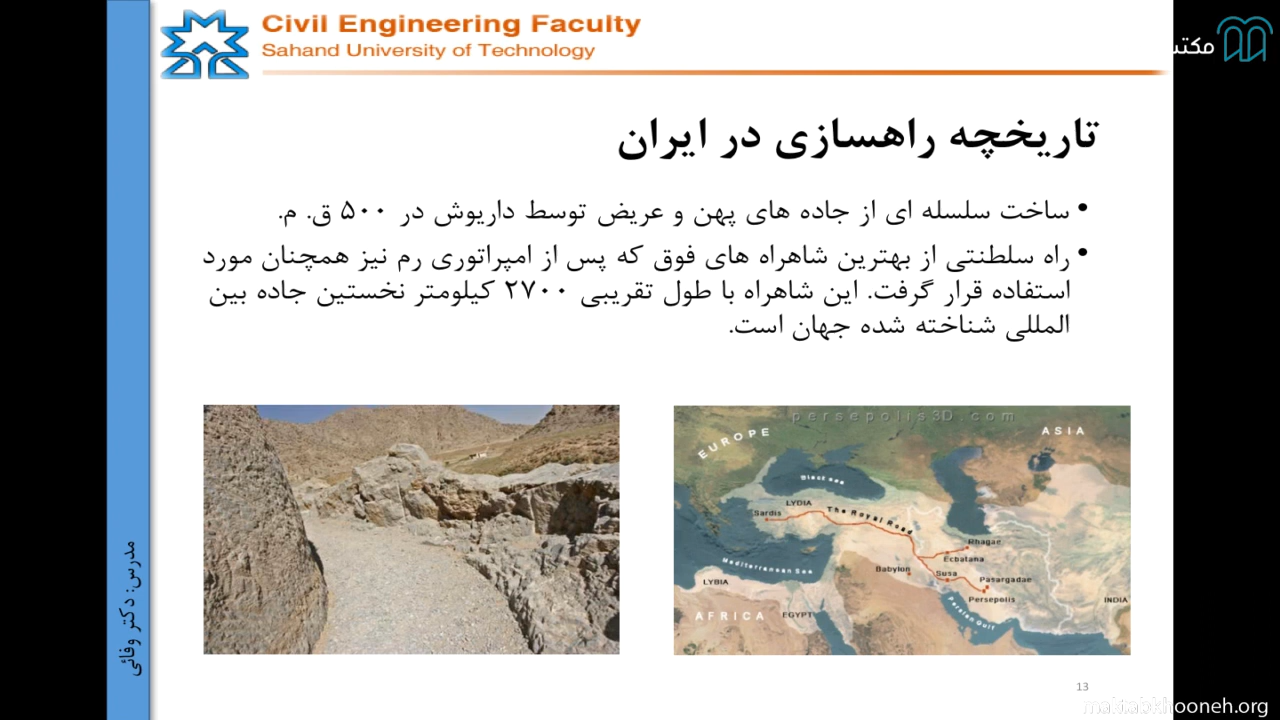 Civil Engineering Faculty
Sahand University of Technology
تاریخچه راهسازی در ایران
• ساخت سلسله ای از جاده های پهن و عریض توسط داریوش در ۵۰۰ ق. م.
• راه سلطنتی از بهترین شاهراه های فوق که پس از امپراتوری رم نیز همچنان مورد
استفاده قرار گرفت. این شاهراه با طول تقریبی ۲۷۰۰ کیلومتر نخستین جاده بین
المللی شناخته شده جهان است.
persepolis3D.com
EUROPE
ASIA
Black sea
LYDIA
Sardis
The Royal Road
Rhagae
Ecbatana
Mediterranean Sea
Babylon
Susa
Pasargadae
LYBIA
Persepolis
INDIA
AFRICA
EGYPT
Persian Gulf
مدرس: دکتر وفائی
13
maktabkhooneh.org